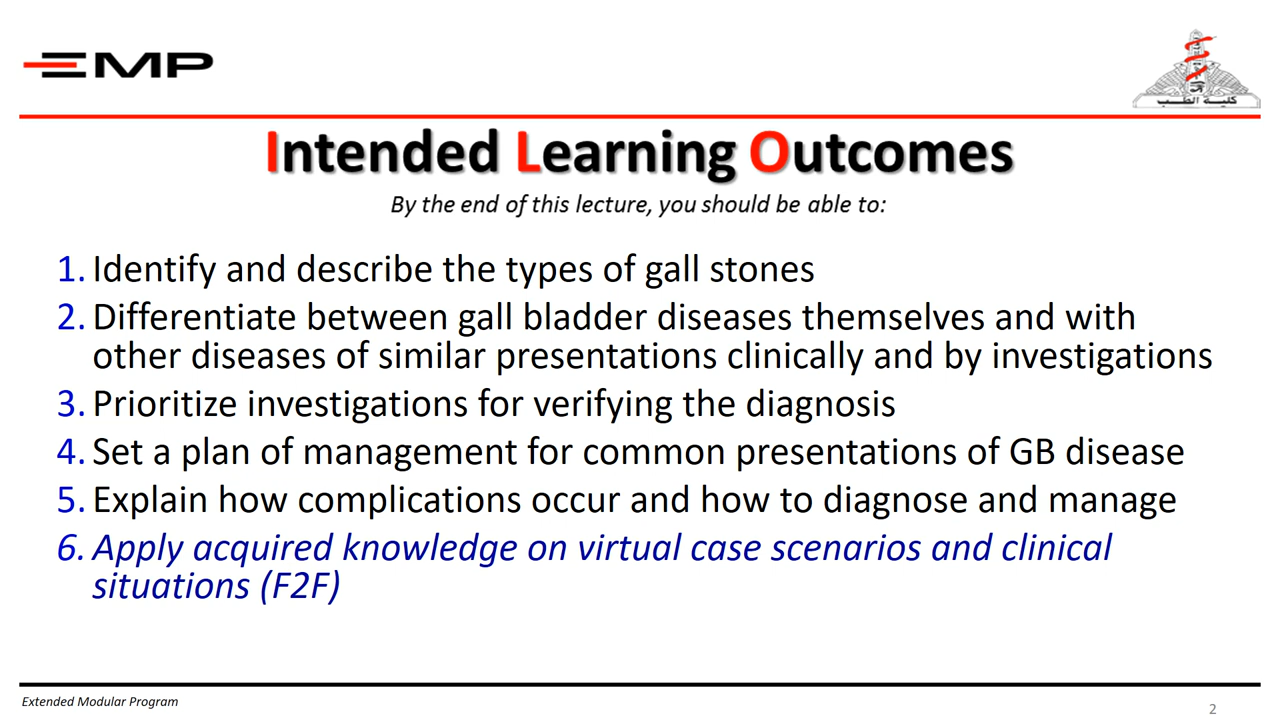 EMP
كلية الطب
Intended Learning Outcomes
By the end of this lecture, you should be able to:
1. Identify and describe the types of gall stones
2. Differentiate between gall bladder diseases themselves and with
other diseases of similar presentations clinically and by investigations
3. Prioritize investigations for verifying the diagnosis
4. Set a plan of management for common presentations of GB disease
5. Explain how complications occur and how to diagnose and manage
6. Apply acquired knowledge on virtual case scenarios and clinical
situations (F2F)
Extended Modular Program
2